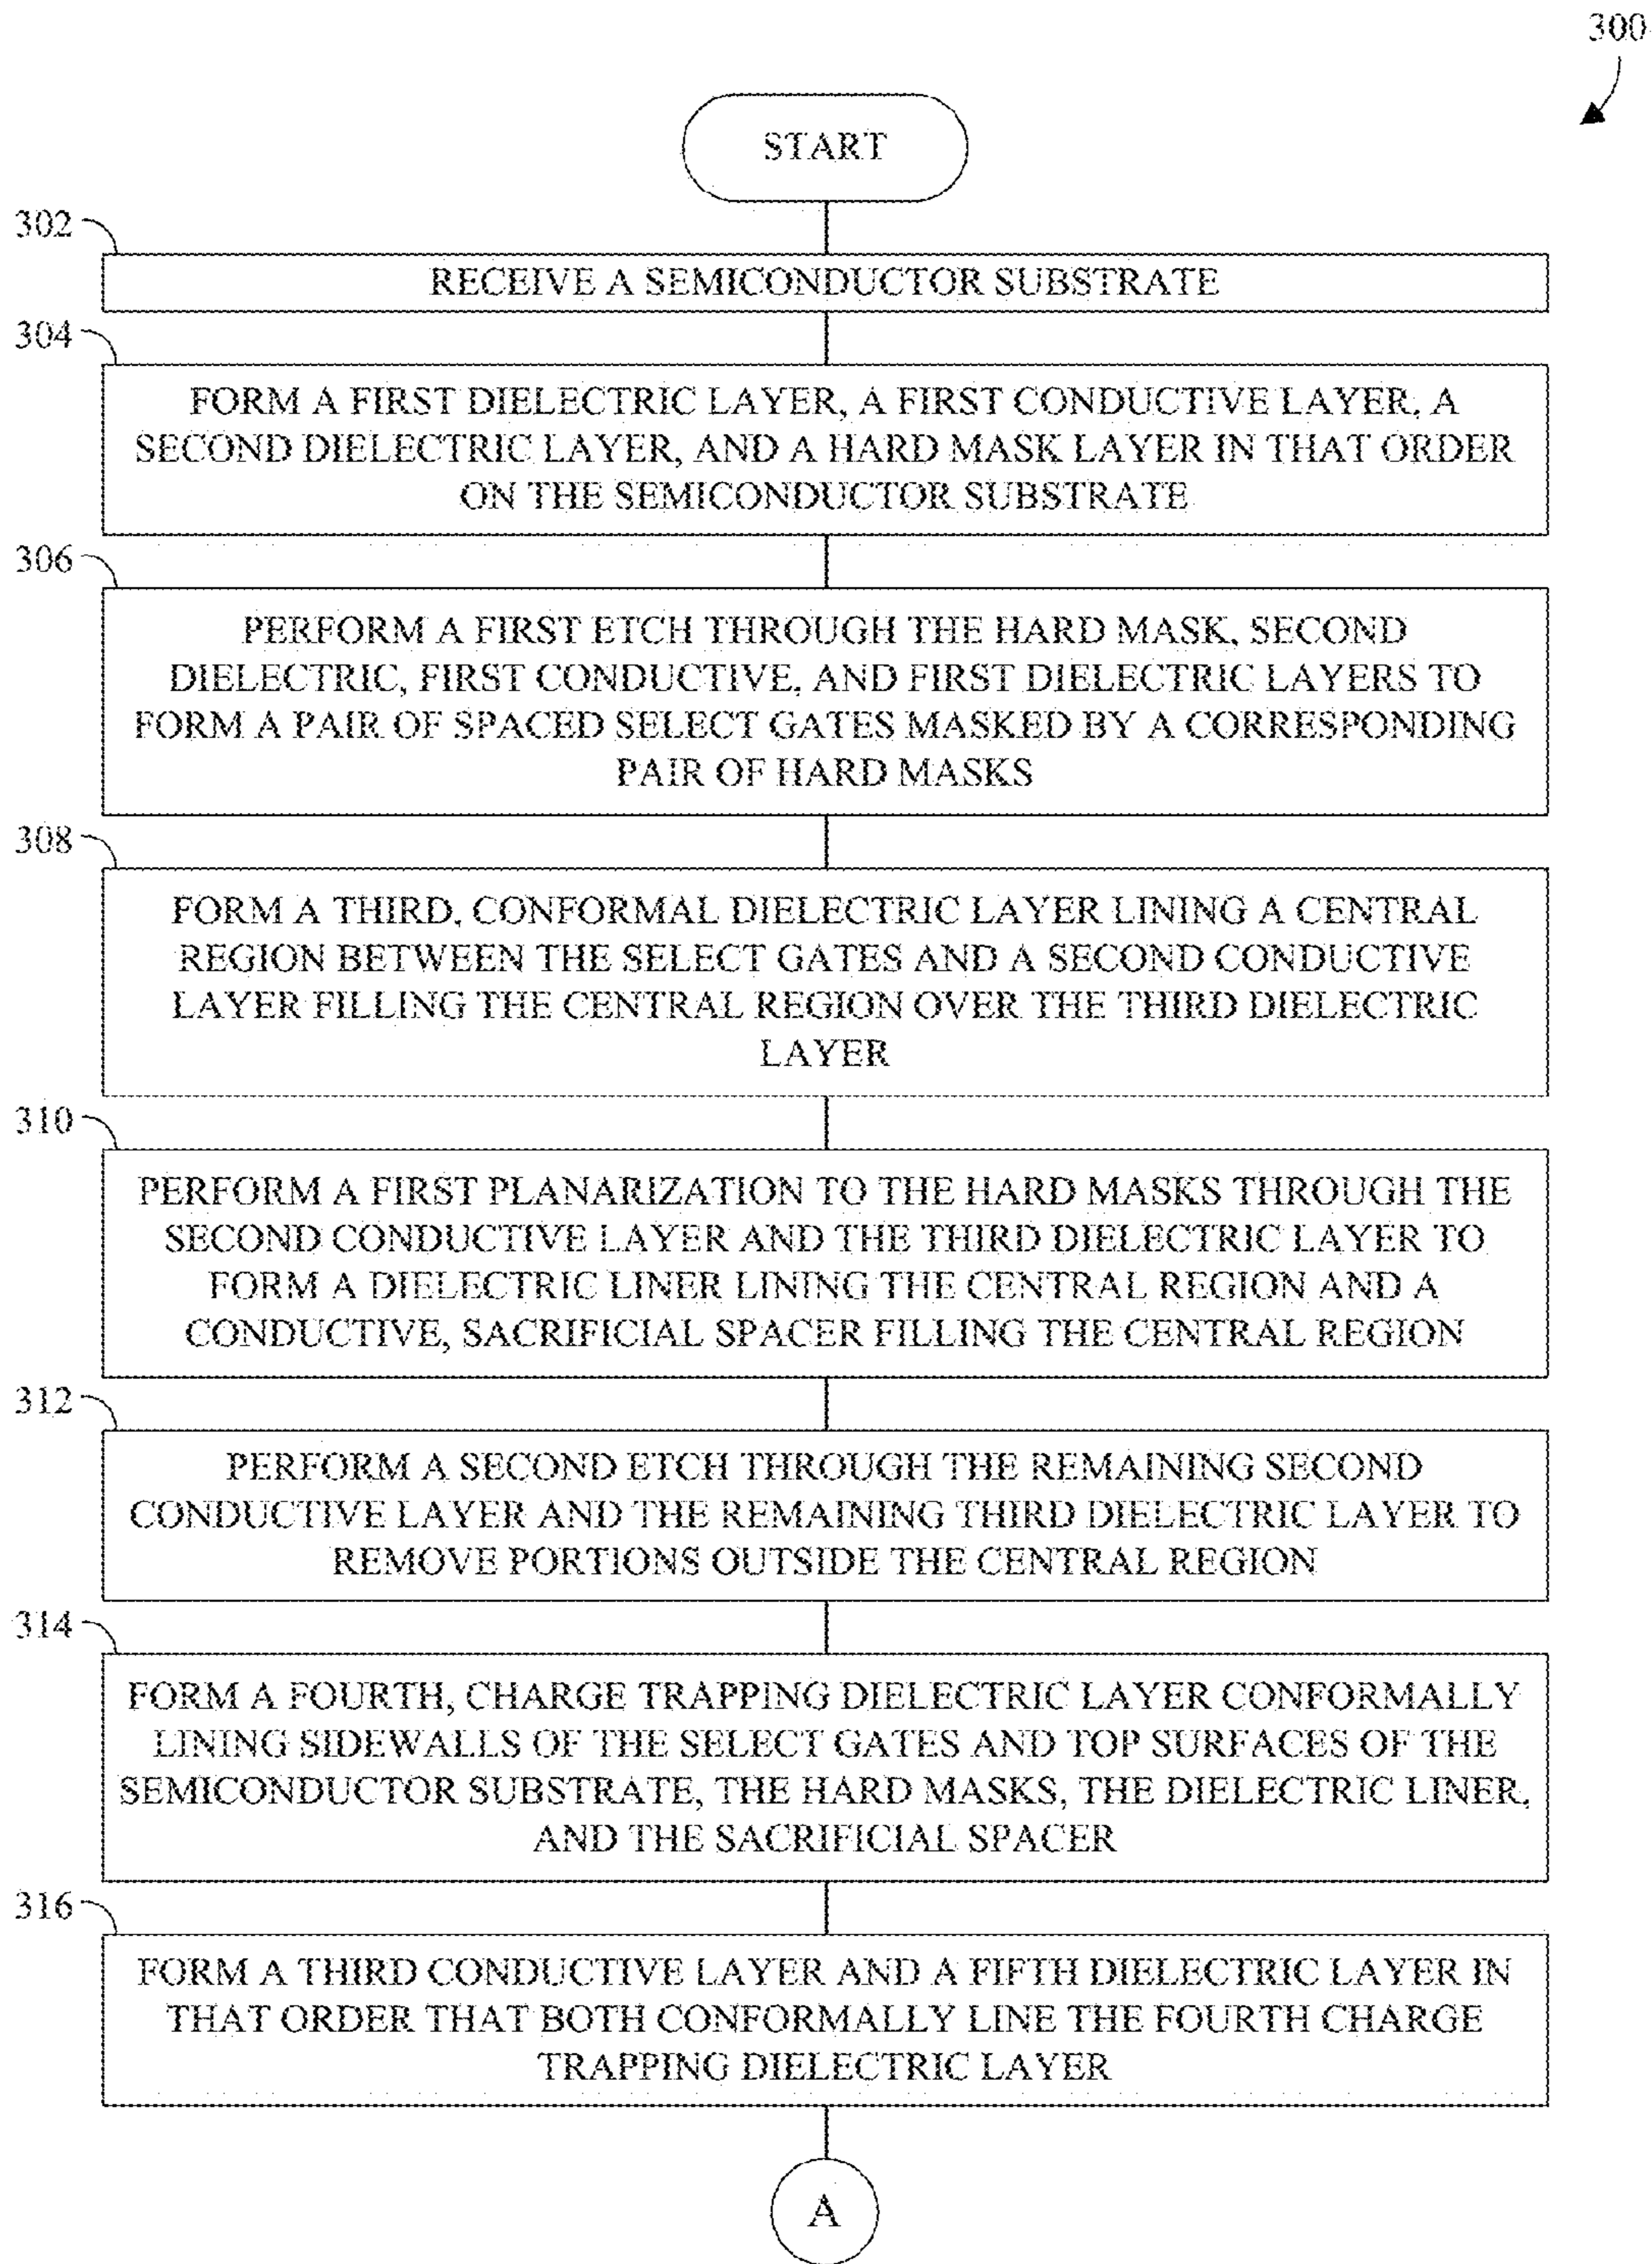 300
START
302
RECEIVE A SEMICONDUCTOR SUBSTRATE
304
FORM A FIRST DIELECTRIC LAYER, A FIRST CONDUCTIVE LAYER, A
SECOND DIELECTRIC LAYER, AND A HARD MASK LAYER IN THAT ORDER
ON THE SEMICONDUCTOR SUBSTRATE
306
PERFORM A FIRST ETCH THROUGH THE HARD MASK, SECOND
DIELECTRIC, FIRST CONDUCTIVE, AND FIRST DIELECTRIC LAYERS TO
FORM A PAIR OF SPACED SELECT GATES MASKED BY A CORRESPONDING
PAIR OF HARD MASKS
308
FORM A THIRD, CONFORMAL DIELECTRIC LAYER LINING A CENTRAL
REGION BETWEEN THE SELECT GATES AND A SECOND CONDUCTIVE
LAYER FILLING THE CENTRAL REGION OVER THE THIRD DIELECTRIC
LAYER
310
PERFORM A FIRST PLANARIZATION TO THE HARD MASKS THROUGH THE
SECOND CONDUCTIVE LAYER AND THE THIRD DIELECTRIC LAYER TO
FORM A DIELECTRIC LINER LINING THE CENTRAL REGION AND A
CONDUCTIVE, SACRIFICIAL SPACER FILLING THE CENTRAL REGION
312
PERFORM A SECOND ETCH THROUGH THE REMAINING SECOND
CONDUCTIVE LAYER AND THE REMAINING THIRD DIELECTRIC LAYER TO
REMOVE PORTIONS OUTSIDE THE CENTRAL REGION
314
FORM A FOURTH, CHARGE TRAPPING DIELECTRIC LAYER CONFORMALLY
LINING SIDEWALLS OF THE SELECT GATES AND TOP SURFACES OF THE
SEMICONDUCTOR SUBSTRATE, THE HARD MASKS, THE DIELECTRIC LINER,
AND THE SACRIFICIAL SPACER
316
FORM A THIRD CONDUCTIVE LAYER AND A FIFTH DIELECTRIC LAYER IN
THAT ORDER THAT BOTH CONFORMALLY LINE THE FOURTH CHARGE
TRAPPING DIELECTRIC LAYER
A